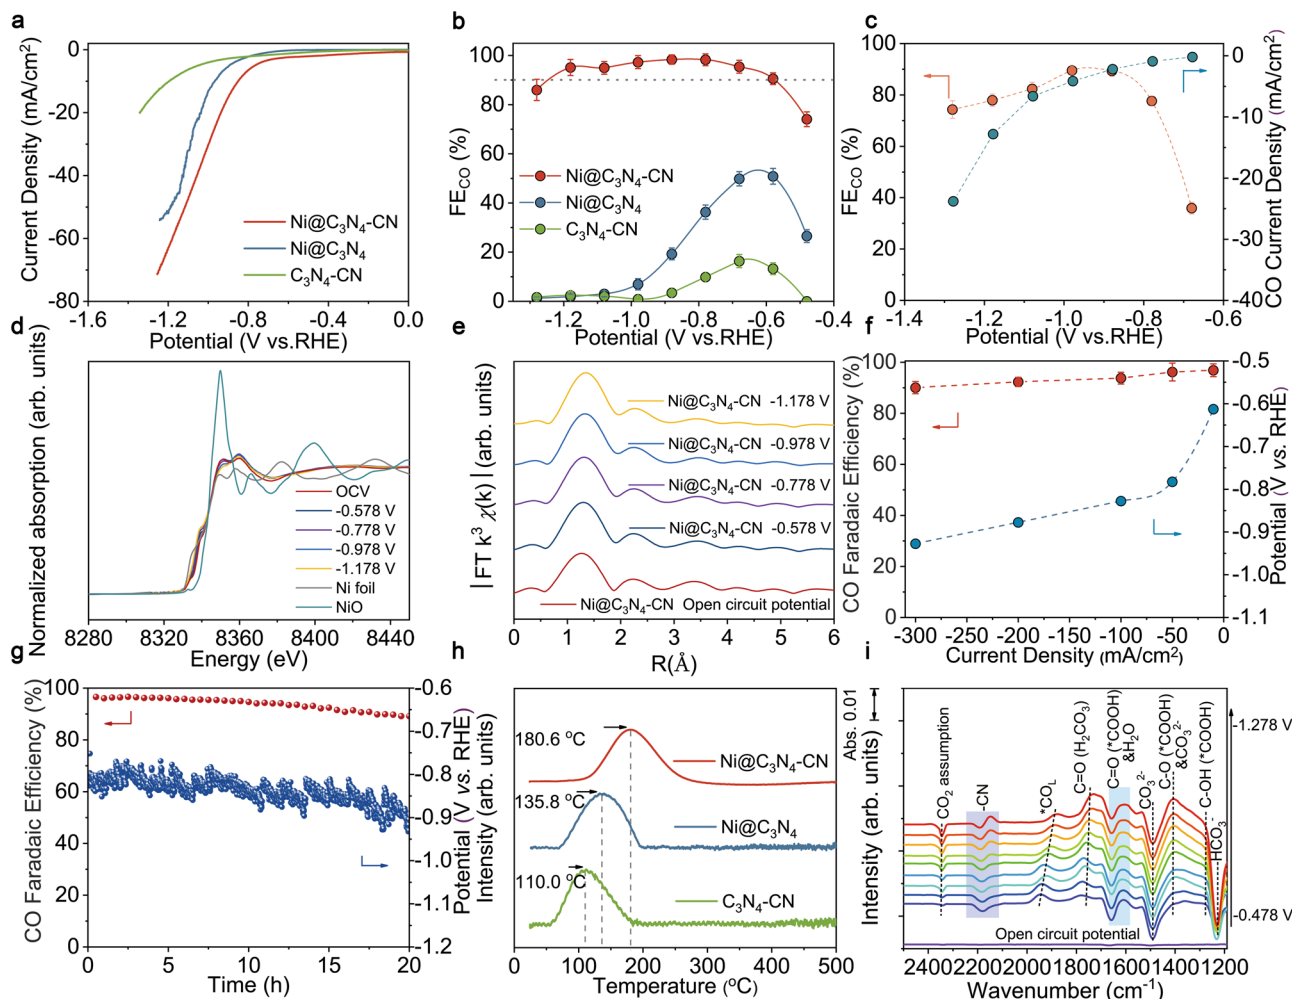 a
Current Density (mA/cm²)
0
-20
-40
-60
-80
Ni@C₃N₄-CN
Ni@C₃N₄
C₃N₄-CN
-1.6
-1.2
-0.8
-0.4
0.0
Potential (V vs.RHE)
b
FE_CO (%)
100
80
60
40
20
0
Ni@C₃N₄-CN
Ni@C₃N₄
C₃N₄-CN
-1.2
-1.0
-0.8
-0.6
-0.4
Potential (V vs.RHE)
c
FE_CO (%)
100
80
60
40
20
0
0
-10
-20
-30
-40
CO Current Density (mA/cm²)
-1.4
-1.2
-1.0
-0.8
-0.6
Potential (V vs.RHE)
d
Normalized absorption (arb. units)
OCV
-0.578 V
-0.778 V
-0.978 V
-1.178 V
Ni foil
NiO
8280
8320
8360
8400
8440
Energy (eV)
e
| FT k³ χ(k) | (arb. units)
Ni@C₃N₄-CN -1.178 V
Ni@C₃N₄-CN -0.978 V
Ni@C₃N₄-CN -0.778 V
Ni@C₃N₄-CN -0.578 V
Ni@C₃N₄-CN Open circuit potential
0
1
2
3
4
5
6
R(Å)
f
CO Faradaic Efficiency (%)
100
80
60
40
20
0
-0.5
-0.6
-0.7
-0.8
-0.9
-1.0
-1.1
Potential (V vs. RHE)
-300
-250
-200
-150
-100
-50
0
Current Density (mA/cm²)
g
CO Faradaic Efficiency (%)
100
80
60
40
20
0
-0.6
-0.7
-0.8
-0.9
-1.0
-1.1
-1.2
Potential (V vs. RHE)
0
5
10
15
20
Time (h)
h
Intensity (arb. units)
180.6 °C
Ni@C₃N₄-CN
135.8 °C
Ni@C₃N₄
110.0 °C
C₃N₄-CN
0
100
200
300
400
500
Temperature (°C)
i
Abs. 0.01
Intensity (arb. units)
CO₂ assumption
-CN
*CO_L
C=O (H₂CO₃)
C=O (*COOH)
&H₂O
CO₃²⁻
C-O (*COOH)
&CO₃²⁻
C-OH (*COOH)
HCO₃⁻
-1.278 V
-0.478 V
Open circuit potential
2400
2200
2000
1800
1600
1400
1200
Wavenumber (cm⁻¹)